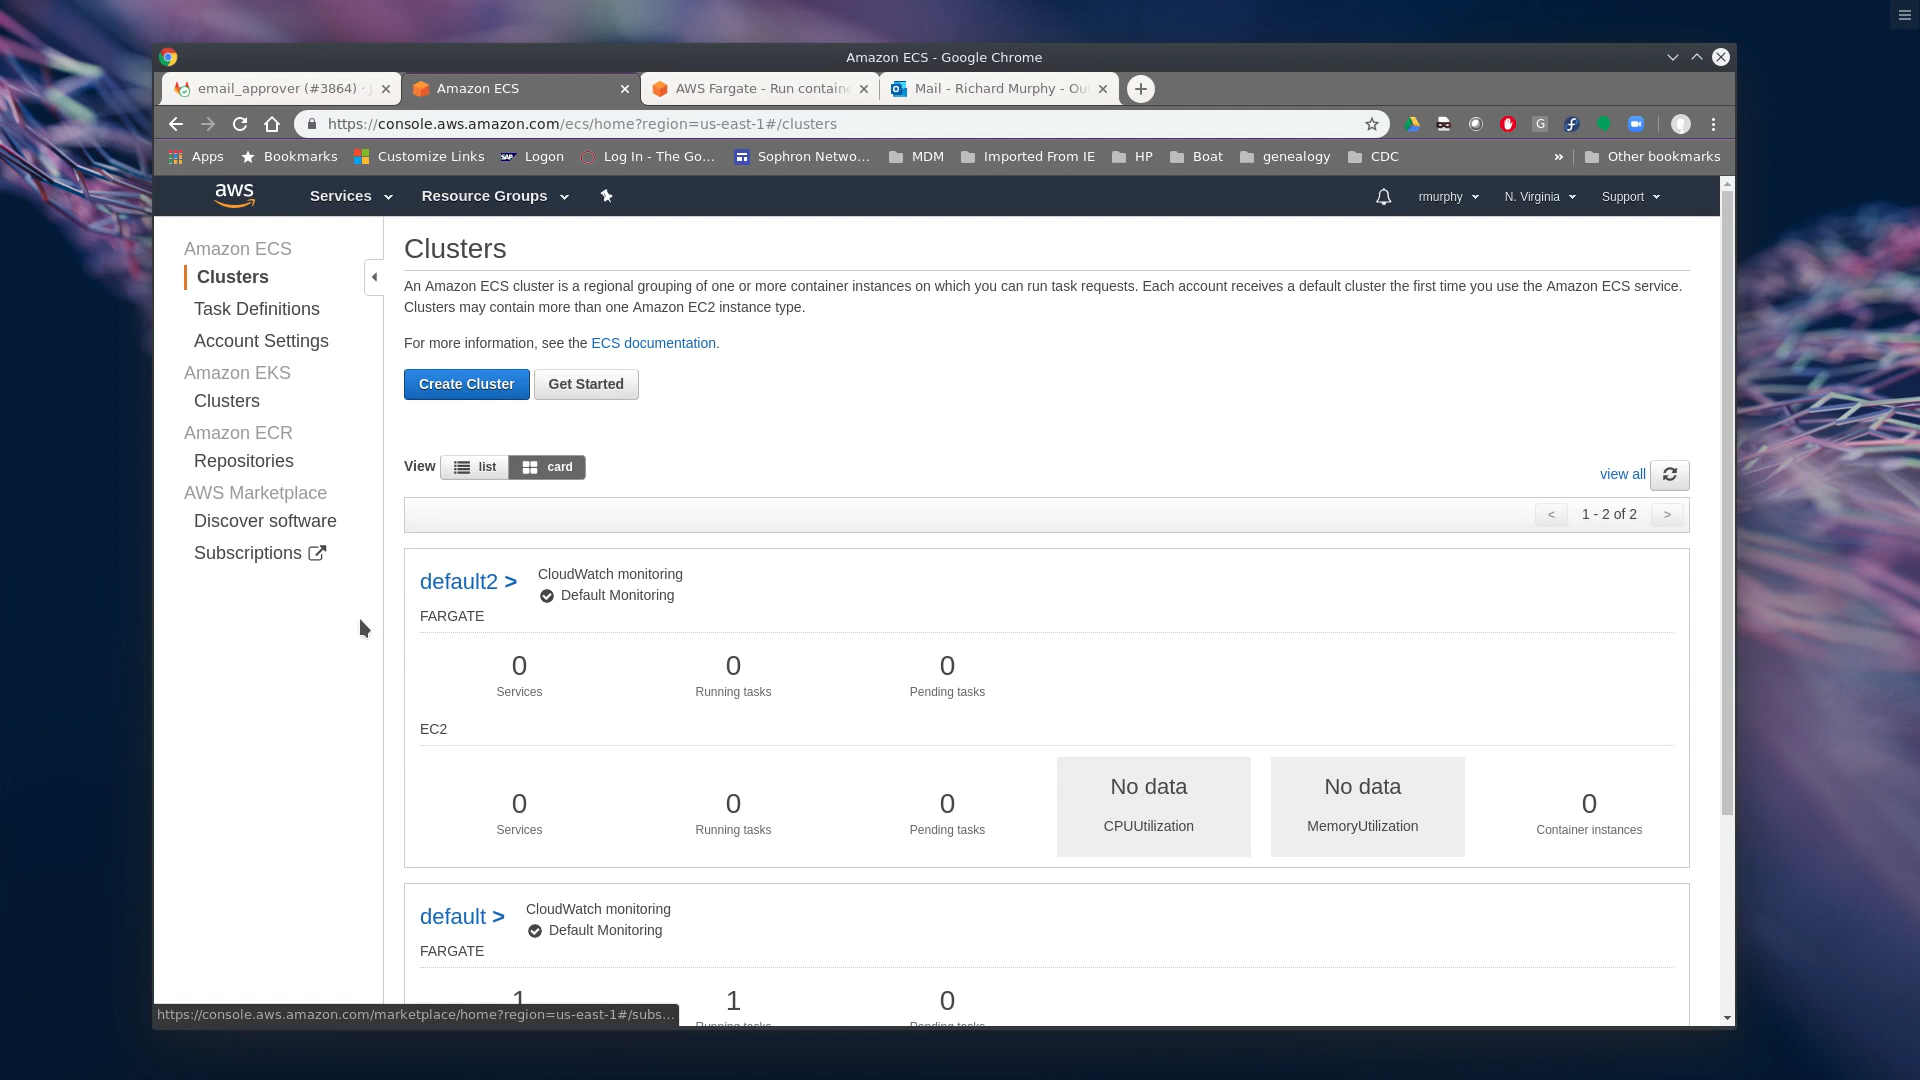 Amazon ECS - Google Chrome
email_approver (#3864) ·
Amazon ECS
AWS Fargate - Run containe
Mail - Richard Murphy - Ou
https://console.aws.amazon.com/ecs/home?region=us-east-1#/clusters
Apps
Bookmarks
Customize Links
SAP Logon
Log In - The Go...
Sophron Netwo...
MDM
Imported From IE
HP
Boat
genealogy
CDC
»
Other bookmarks
aws
Services
Resource Groups
rmurphy
N. Virginia
Support
Amazon ECS
Clusters
Task Definitions
Account Settings
Amazon EKS
Clusters
Amazon ECR
Repositories
AWS Marketplace
Discover software
Subscriptions
Clusters
An Amazon ECS cluster is a regional grouping of one or more container instances on which you can run task requests. Each account receives a default cluster the first time you use the Amazon ECS service.
Clusters may contain more than one Amazon EC2 instance type.
For more information, see the ECS documentation.
Create Cluster
Get Started
View
list
card
view all
< 1 - 2 of 2 >
default2 >
CloudWatch monitoring
Default Monitoring
FARGATE
0 0 0
Services Running tasks Pending tasks
EC2
No data No data
0 0 0 0
CPUUtilization MemoryUtilization
Services Running tasks Pending tasks Container instances
default >
CloudWatch monitoring
Default Monitoring
FARGATE
1 1 0
Running tasks Pending tasks
https://console.aws.amazon.com/marketplace/home?region=us-east-1#/subs...